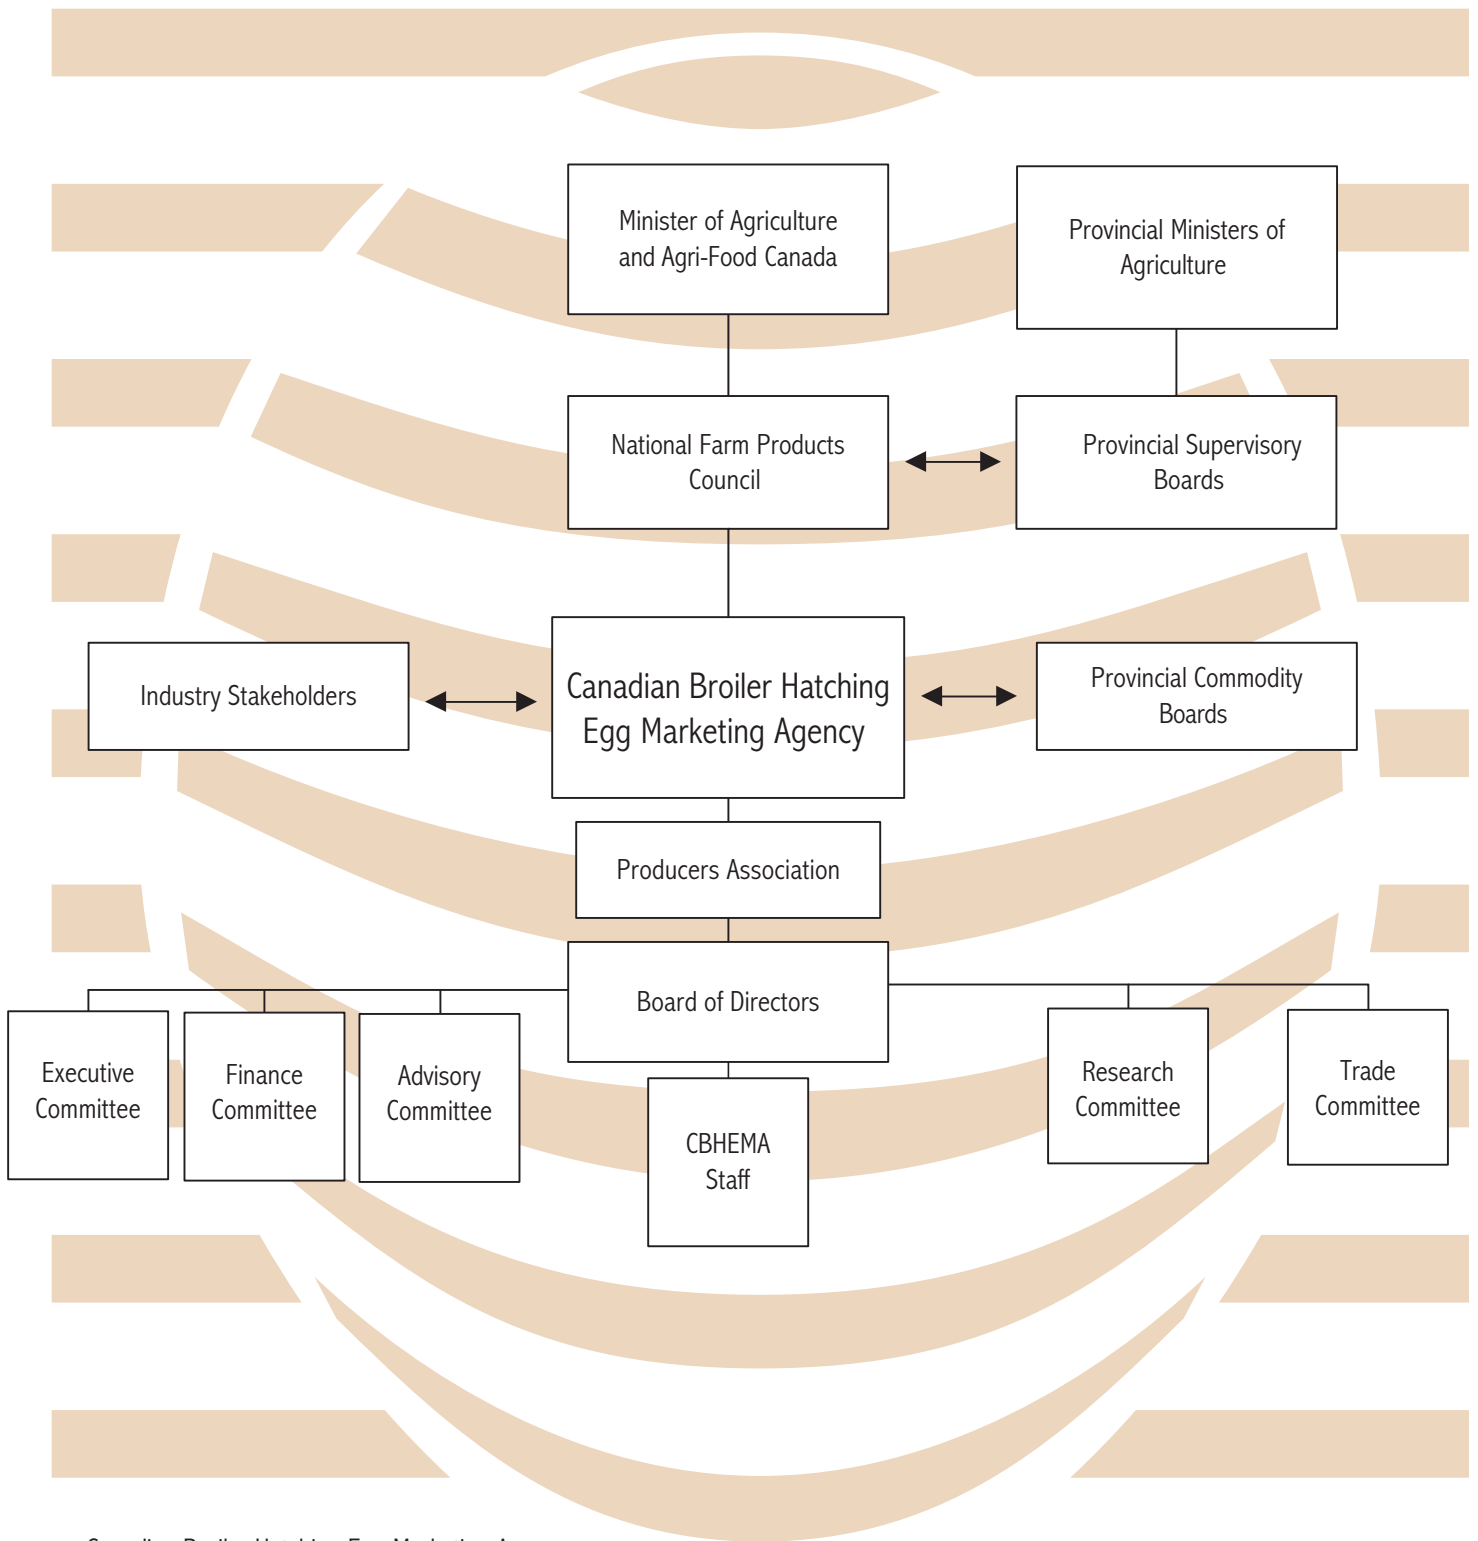 Minister of Agriculture
and Agri-Food Canada
Provincial Ministers of
Agriculture
National Farm Products
Council
Provincial Supervisory
Boards
Industry Stakeholders
Canadian Broiler Hatching
Egg Marketing Agency
Provincial Commodity
Boards
Producers Association
Board of Directors
Executive
Committee
Finance
Committee
Advisory
Committee
CBHEMA
Staff
Research
Committee
Trade
Committee